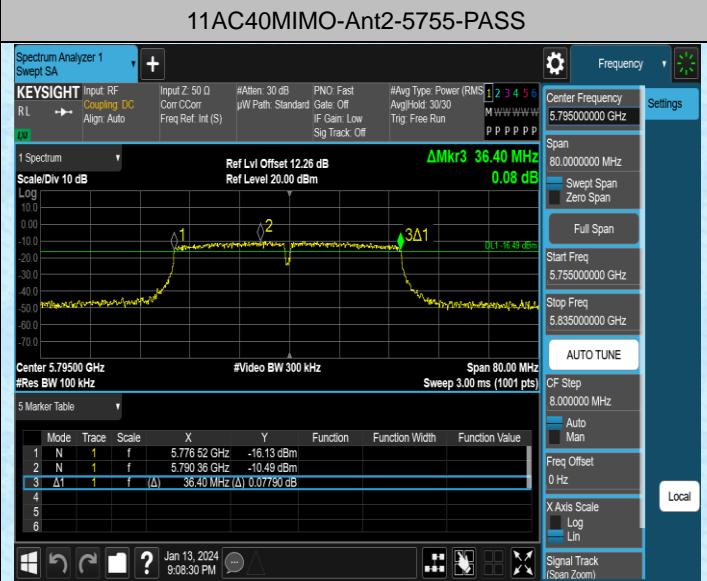 11AC40MIMO-Ant2-5755-PASS
Spectrum Analyzer 1
Swept SA
Frequency
KEYSIGHT
RL
Input: RF
Coupling: DC
Align: Auto
Input Z: 50 Ω
Corr CCorr
Freq Ref: Int (S)
#Atten: 30 dB
µW Path: Standard
PNO: Fast
Gate: Off
IF Gain: Low
Sig Track: Off
#Avg Type: Power (RMS
Avg|Hold: 30/30
Trig: Free Run
1 2 3 4 5 6
M W W W W W
P P P P P P
Center Frequency
5.795000000 GHz
Settings
Span
80.0000000 MHz
Swept Span
Zero Span
Full Span
Start Freq
5.755000000 GHz
Stop Freq
5.835000000 GHz
AUTO TUNE
CF Step
8.000000 MHz
Auto
Man
Freq Offset
0 Hz
X Axis Scale
Log
Lin
Signal Track
(Span Zoom)
Local
1 Spectrum
Scale/Div 10 dB
Ref Lvl Offset 12.26 dB
Ref Level 20.00 dBm
ΔMkr3 36.40 MHz
0.08 dB
Log
10.0
0.00
-10.0
-20.0
-30.0
-40.0
-50.0
-60.0
-70.0
1
2
3Δ1
DL1 -16.49 dBm
Center 5.79500 GHz
#Video BW 300 kHz
Span 80.00 MHz
#Res BW 100 kHz
Sweep 3.00 ms (1001 pts)
5 Marker Table
Mode Trace Scale X Y Function Function Width Function Value
1 N 1 f 5.776 52 GHz -16.13 dBm
2 N 1 f 5.790 36 GHz -10.49 dBm
3 Δ1 1 f (Δ) 36.40 MHz (Δ) 0.07790 dB
4
5
6
?
Jan 13, 2024
9:08:30 PM